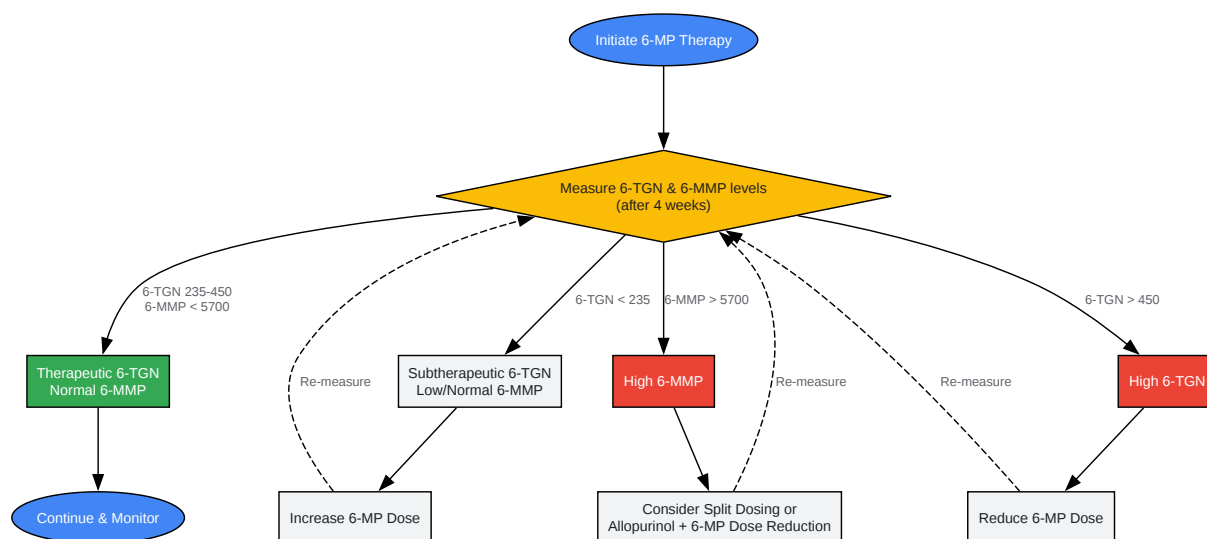 Initiate 6-MP Therapy
Measure 6-TGN & 6-MMP levels
(after 4 weeks)
6-TGN 235-450
6-MMP < 5700
6-TGN < 235
6-MMP > 5700
6-TGN > 450
Therapeutic 6-TGN
Normal 6-MMP
Re-measure
Subtherapeutic 6-TGN
Low/Normal 6-MMP
High 6-MMP
Re-measure
Re-measure
High 6-TGN
Continue & Monitor
Increase 6-MP Dose
Consider Split Dosing or
Allopurinol + 6-MP Dose Reduction
Reduce 6-MP Dose